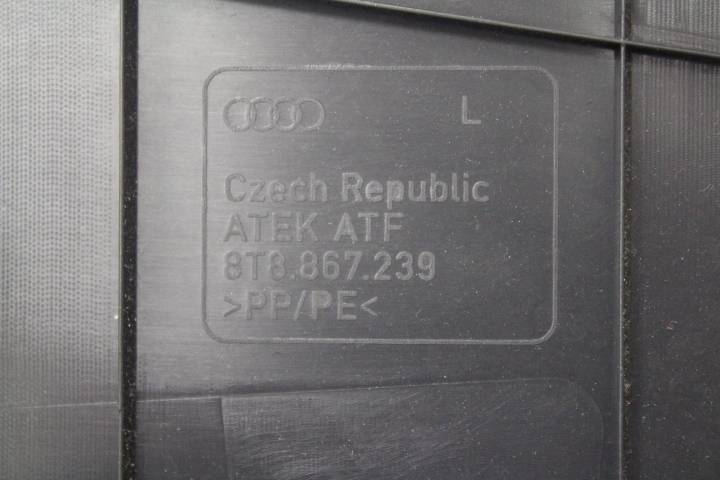 L
Czech Republic
ATEK ATF
8T8.867.239
>PP/PE<